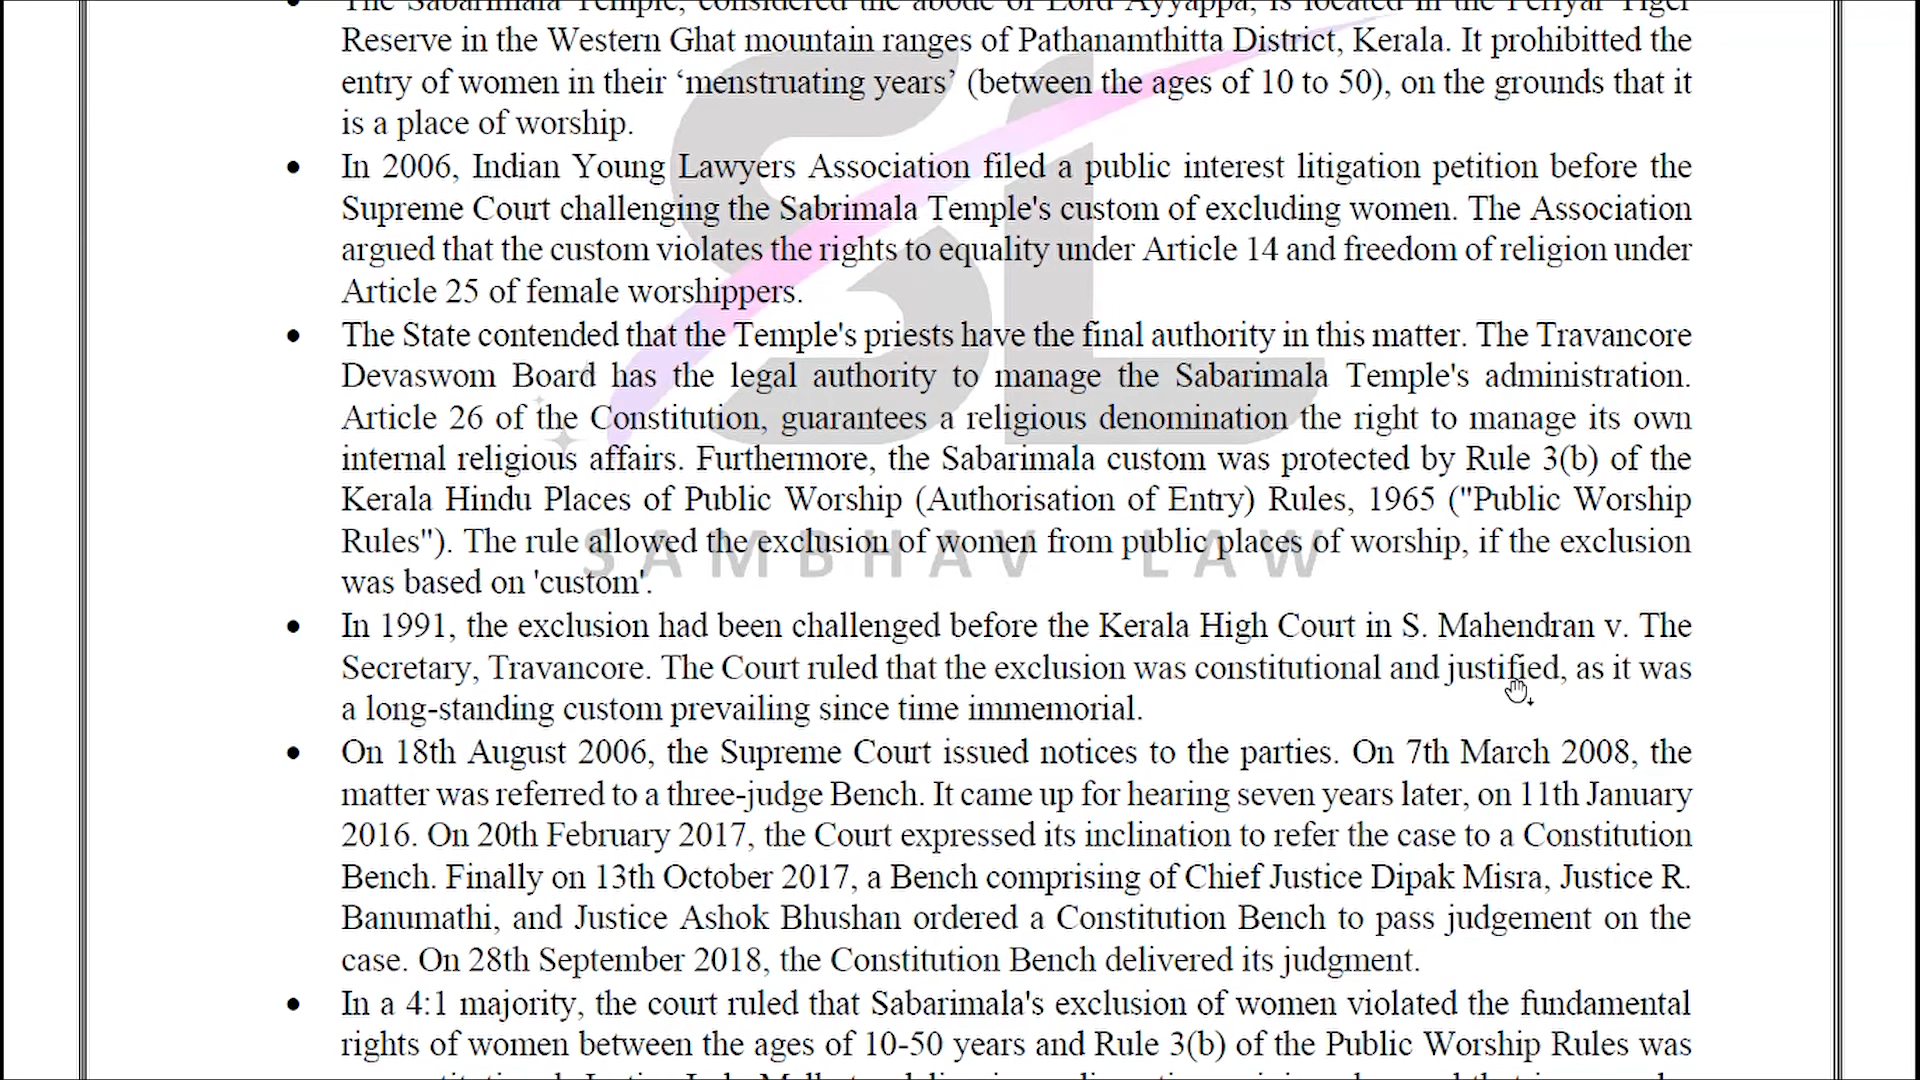 The Sabarimala Temple, considered the abode of Lord Ayyappa, is located in the Periyar Tiger
Reserve in the Western Ghat mountain ranges of Pathanamthitta District, Kerala. It prohibitted the
entry of women in their ‘menstruating years’ (between the ages of 10 to 50), on the grounds that it
is a place of worship.
• In 2006, Indian Young Lawyers Association filed a public interest litigation petition before the
Supreme Court challenging the Sabrimala Temple's custom of excluding women. The Association
argued that the custom violates the rights to equality under Article 14 and freedom of religion under
Article 25 of female worshippers.
• The State contended that the Temple's priests have the final authority in this matter. The Travancore
Devaswom Board has the legal authority to manage the Sabarimala Temple's administration.
Article 26 of the Constitution, guarantees a religious denomination the right to manage its own
internal religious affairs. Furthermore, the Sabarimala custom was protected by Rule 3(b) of the
Kerala Hindu Places of Public Worship (Authorisation of Entry) Rules, 1965 ("Public Worship
Rules"). The rule allowed the exclusion of women from public places of worship, if the exclusion
was based on 'custom'.
• In 1991, the exclusion had been challenged before the Kerala High Court in S. Mahendran v. The
Secretary, Travancore. The Court ruled that the exclusion was constitutional and justified, as it was
a long-standing custom prevailing since time immemorial.
• On 18th August 2006, the Supreme Court issued notices to the parties. On 7th March 2008, the
matter was referred to a three-judge Bench. It came up for hearing seven years later, on 11th January
2016. On 20th February 2017, the Court expressed its inclination to refer the case to a Constitution
Bench. Finally on 13th October 2017, a Bench comprising of Chief Justice Dipak Misra, Justice R.
Banumathi, and Justice Ashok Bhushan ordered a Constitution Bench to pass judgement on the
case. On 28th September 2018, the Constitution Bench delivered its judgment.
• In a 4:1 majority, the court ruled that Sabarimala's exclusion of women violated the fundamental
rights of women between the ages of 10-50 years and Rule 3(b) of the Public Worship Rules was
SL
SAMBHAV LAW